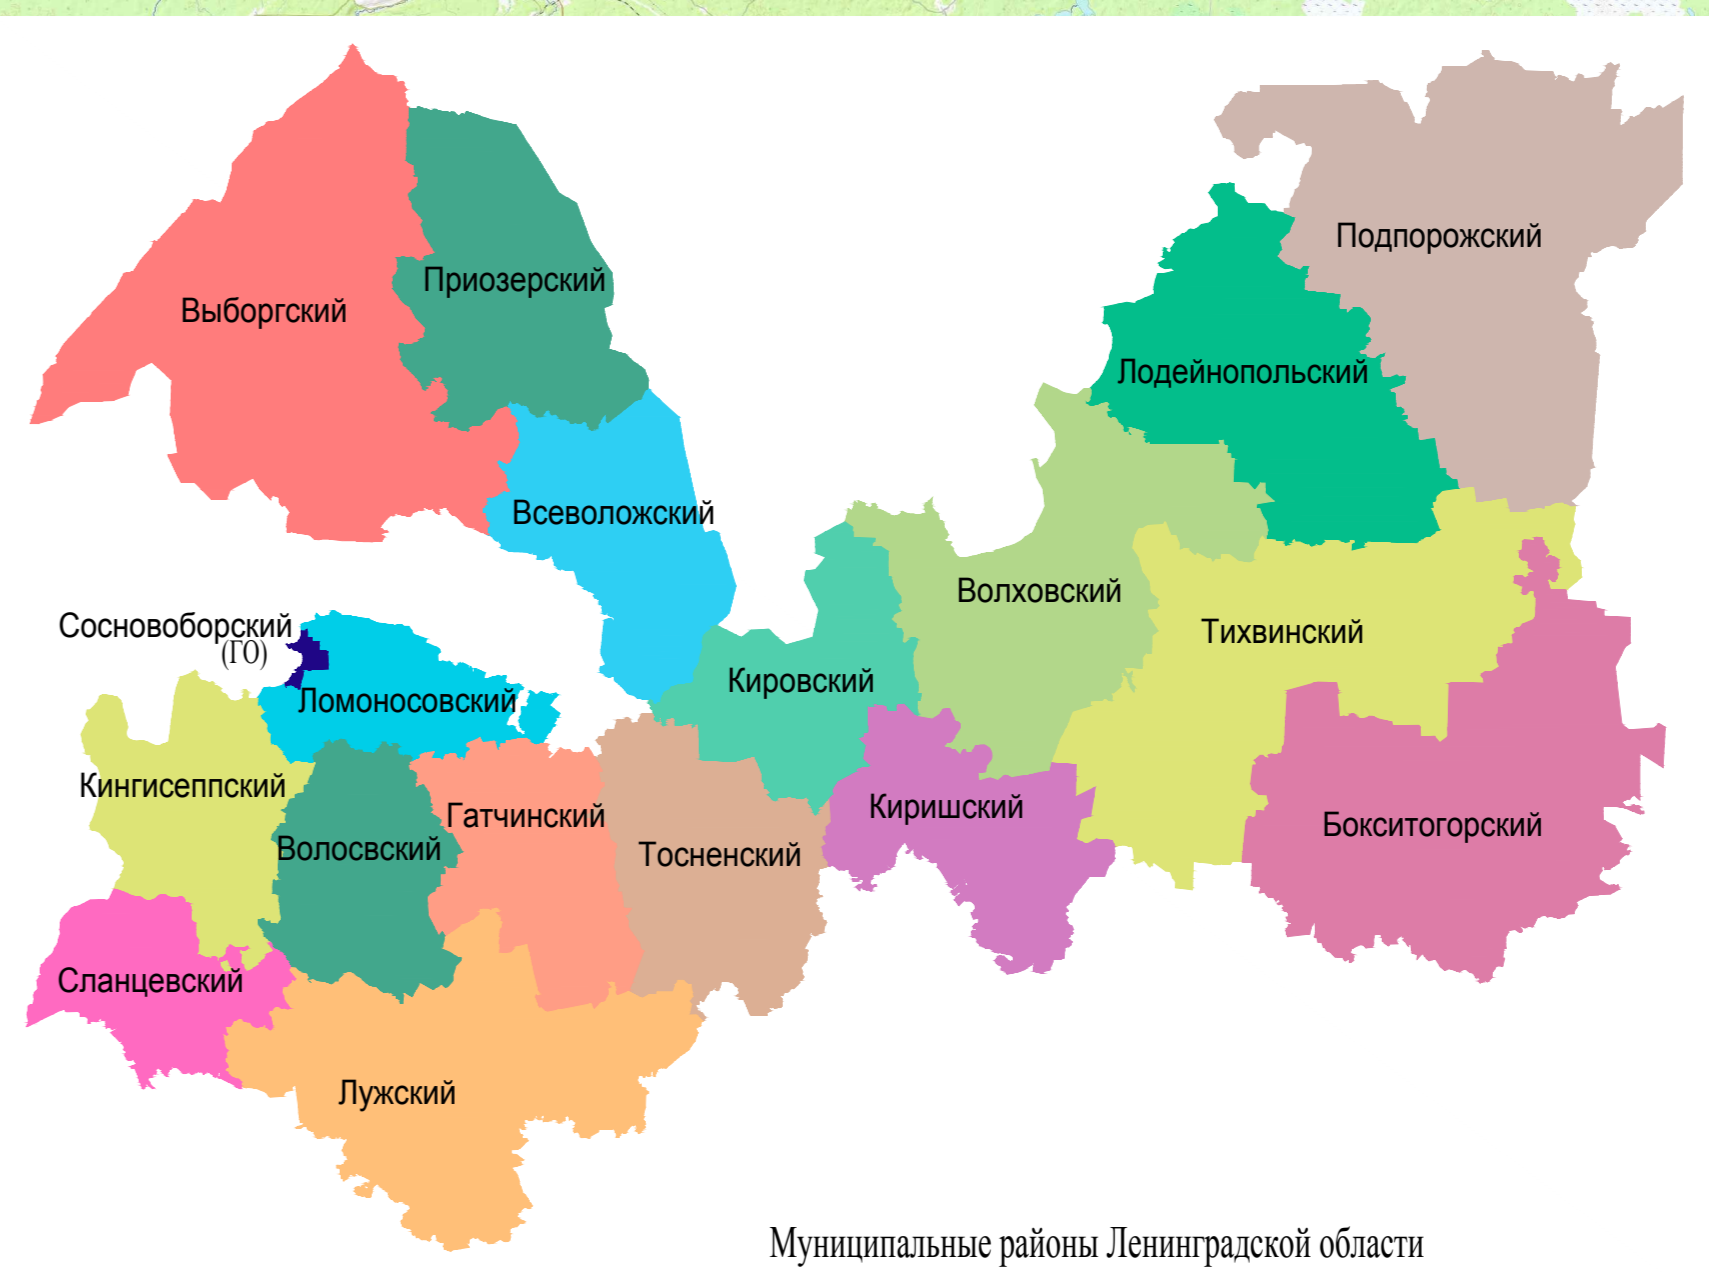 Подпорожский
Приозерский
Выборгский
Лодейнопольский
Всеволожский
Волховский
Сосновоборский
(ГО)
Тихвинский
Кировский
Ломоносовский
Кингисеппский
Киришский
Гатчинский
Бокситогорский
Волосвский
Тосненский
Сланцевский
Лужский
Муниципальные районы Ленинградской области